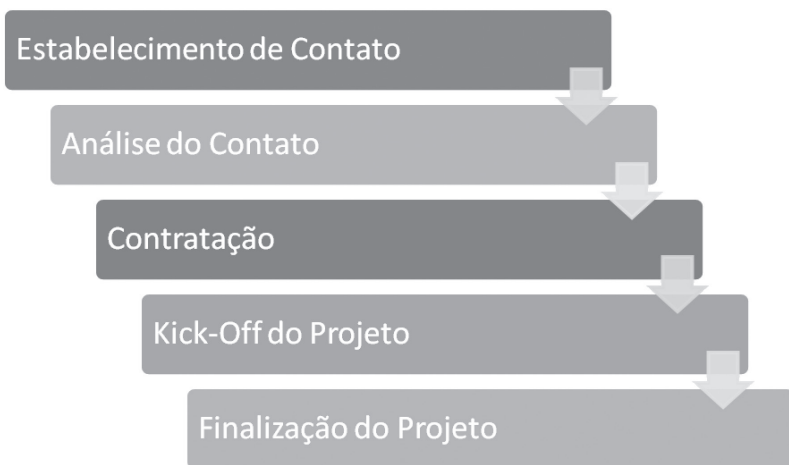 Estabelecimento de Contato
Análise do Contato
Contratação
Kick-Off do Projeto
Finalização do Projeto